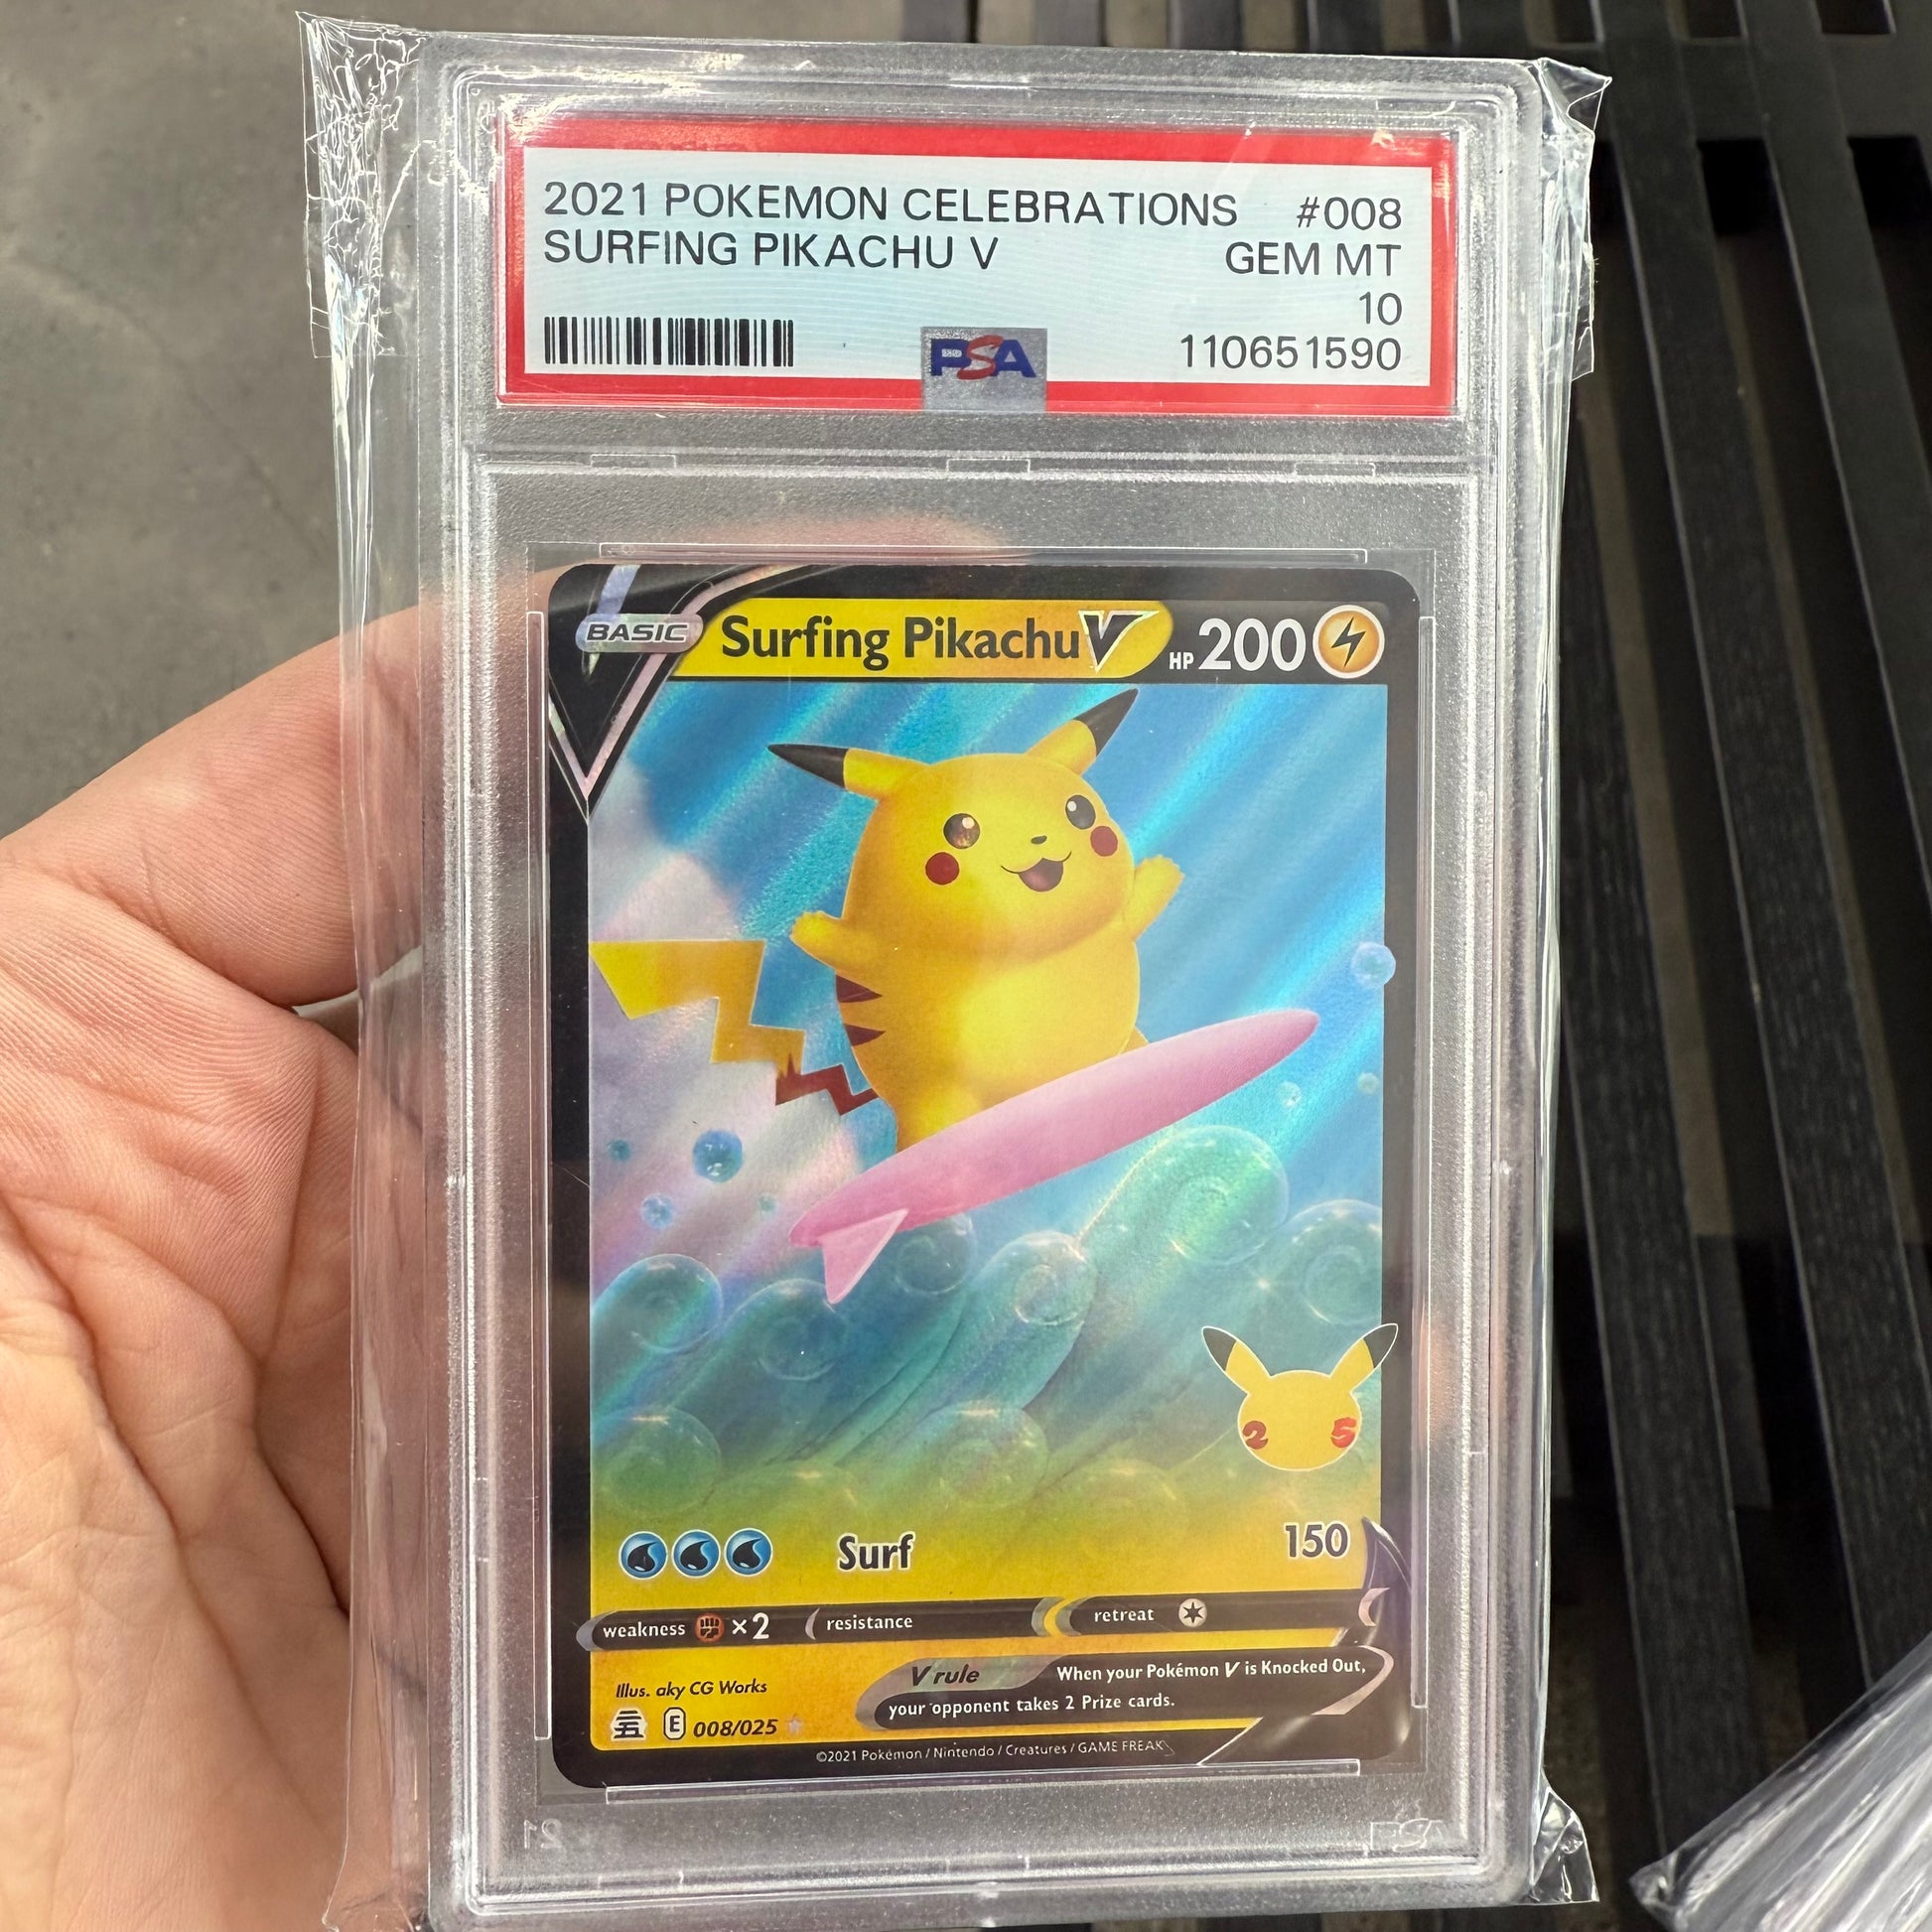 2021 POKEMON CELEBRATIONS #008
SURFING PIKACHU V GEM MT
10
PSA 110651590
BASIC Surfing Pikachu V HP 200
2 5
Surf 150
weakness ×2 resistance retreat
V rule When your Pokémon V is Knocked Out,
your opponent takes 2 Prize cards.
Illus. aky CG Works
E 008/025
©2021 Pokémon / Nintendo / Creatures / GAME FREAK